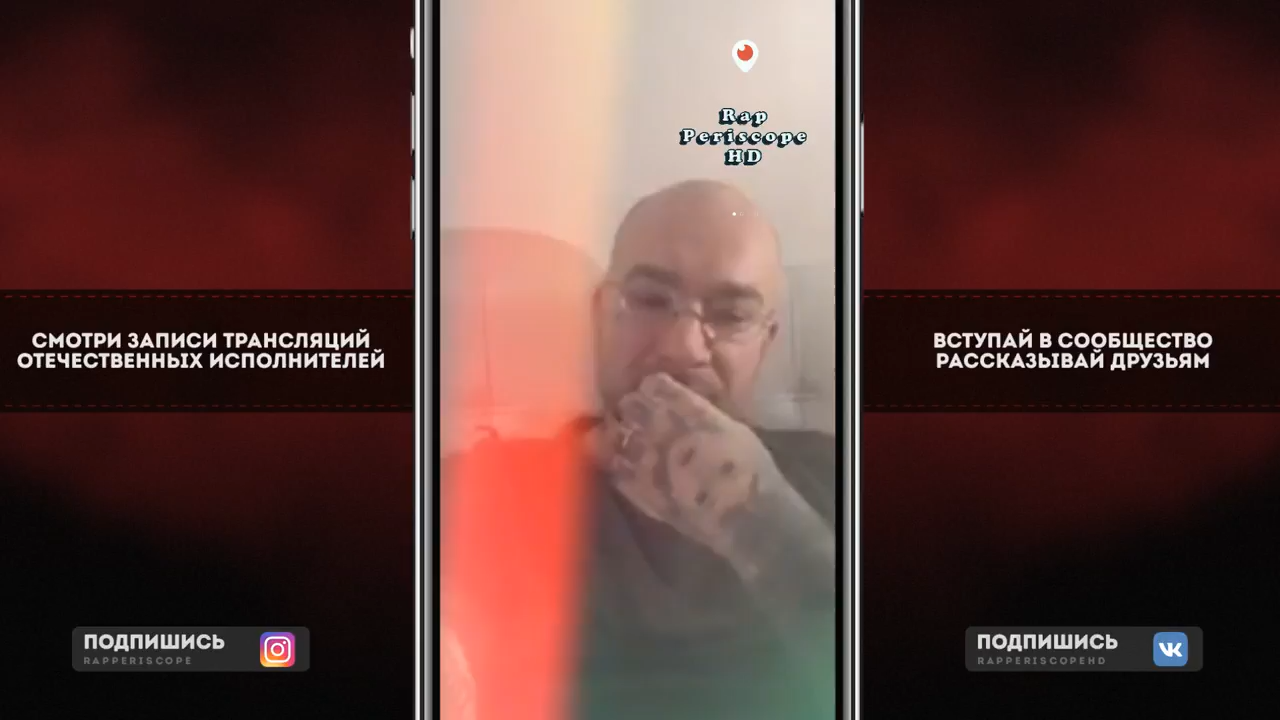 Rap
Periscope
HD
СМОТРИ ЗАПИСИ ТРАНСЛЯЦИЙ
ОТЕЧЕСТВЕННЫХ ИСПОЛНИТЕЛЕЙ
ВСТУПАЙ В СООБЩЕСТВО
РАССКАЗЫВАЙ ДРУЗЬЯМ
ПОДПИШИСЬ
RAPPERISCOPE
ПОДПИШИСЬ
RAPPERISCOPEHD